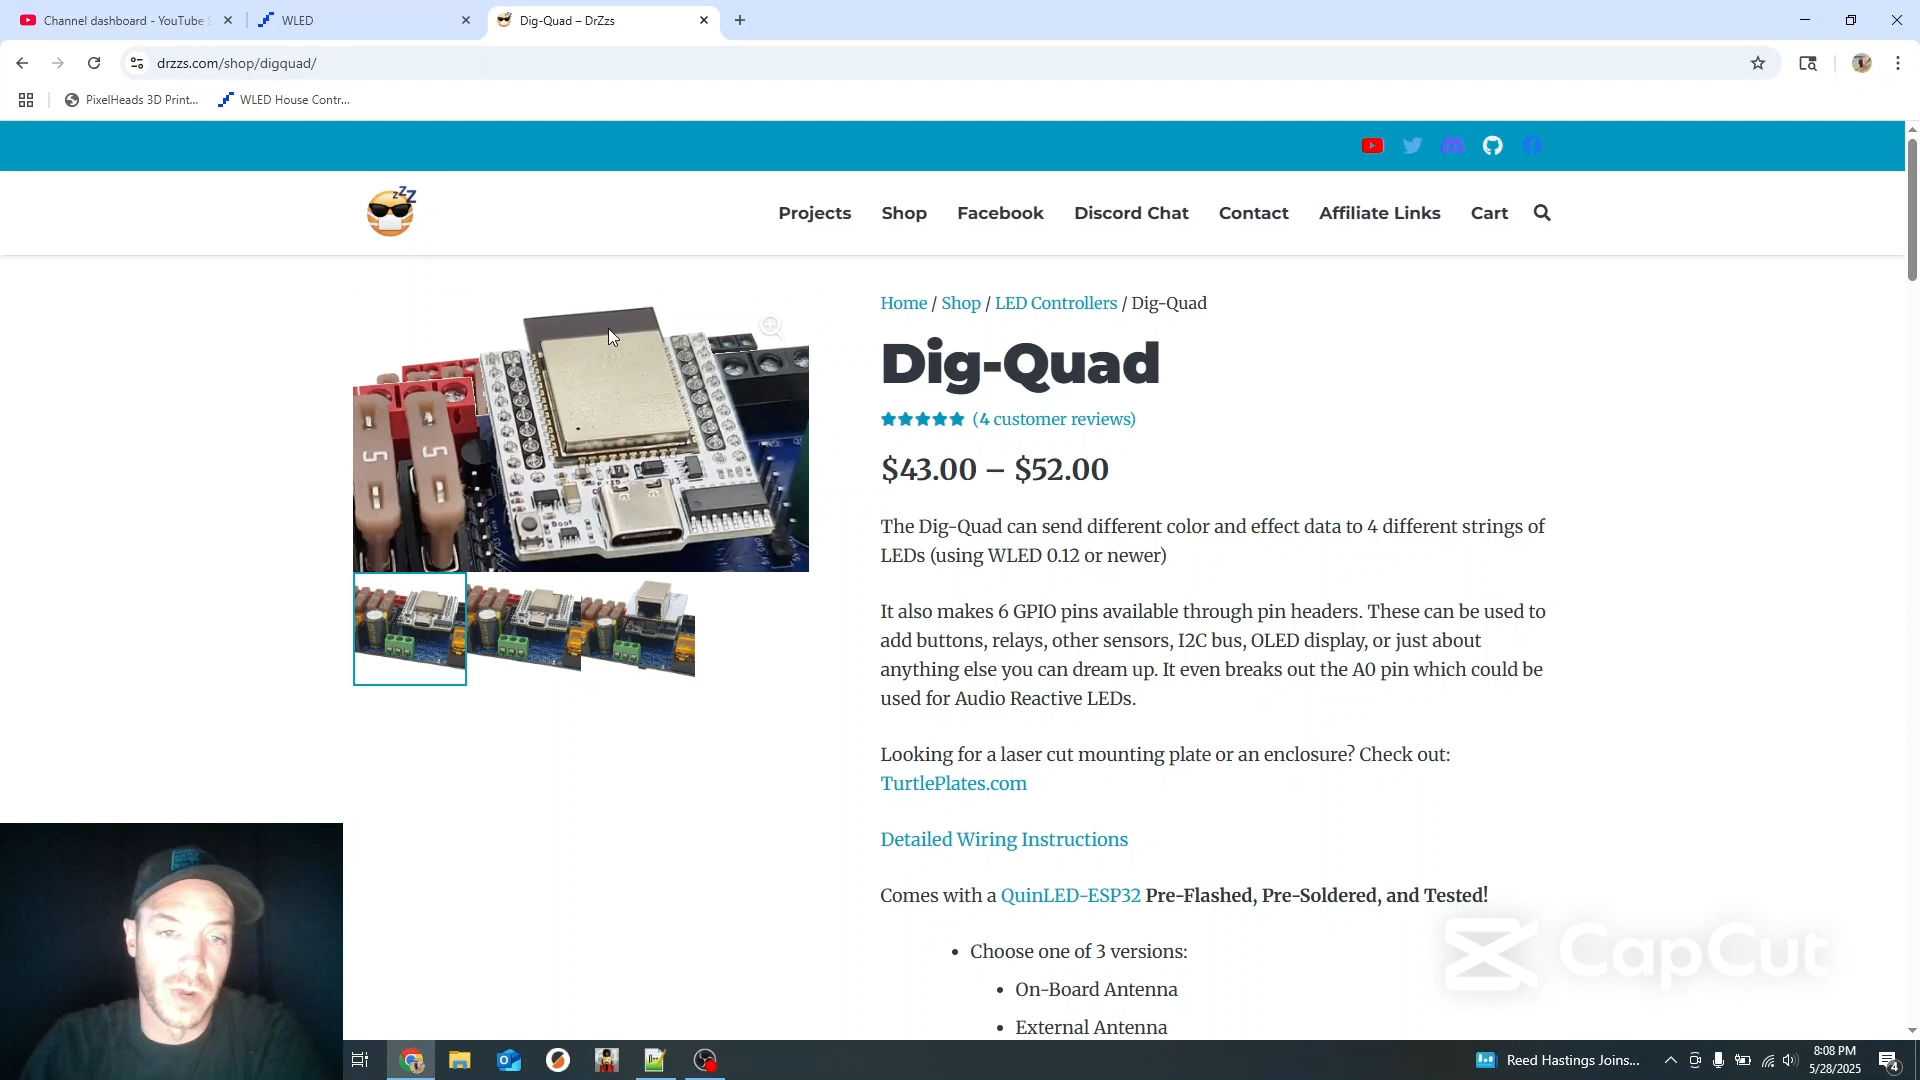 Channel dashboard - YouTube S
WLED
Dig-Quad – DrZzs
drzzs.com/shop/digquad/
PixelHeads 3D Print...
WLED House Contr...
zZZ
Projects
Shop
Facebook
Discord Chat
Contact
Affiliate Links
Cart
Home / Shop / LED Controllers / Dig-Quad
Dig-Quad
(4 customer reviews)
$43.00 – $52.00
The Dig-Quad can send different color and effect data to 4 different strings of
LEDs (using WLED 0.12 or newer)
It also makes 6 GPIO pins available through pin headers. These can be used to
add buttons, relays, other sensors, I2C bus, OLED display, or just about
anything else you can dream up. It even breaks out the A0 pin which could be
used for Audio Reactive LEDs.
Looking for a laser cut mounting plate or an enclosure? Check out:
TurtlePlates.com
Detailed Wiring Instructions
Comes with a QuinLED-ESP32 Pre-Flashed, Pre-Soldered, and Tested!
• Choose one of 3 versions:
• On-Board Antenna
• External Antenna
5
5
Boot
CapCut
Reed Hastings Joins...
8:08 PM
5/28/2025
4